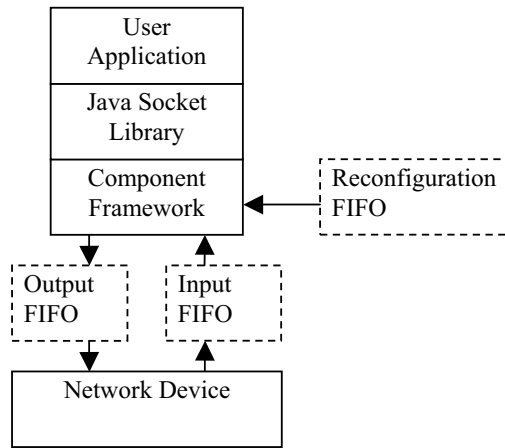 User
Application
Java Socket
Library
Component
Framework
Reconfiguration
FIFO
Output
FIFO
Input
FIFO
Network Device